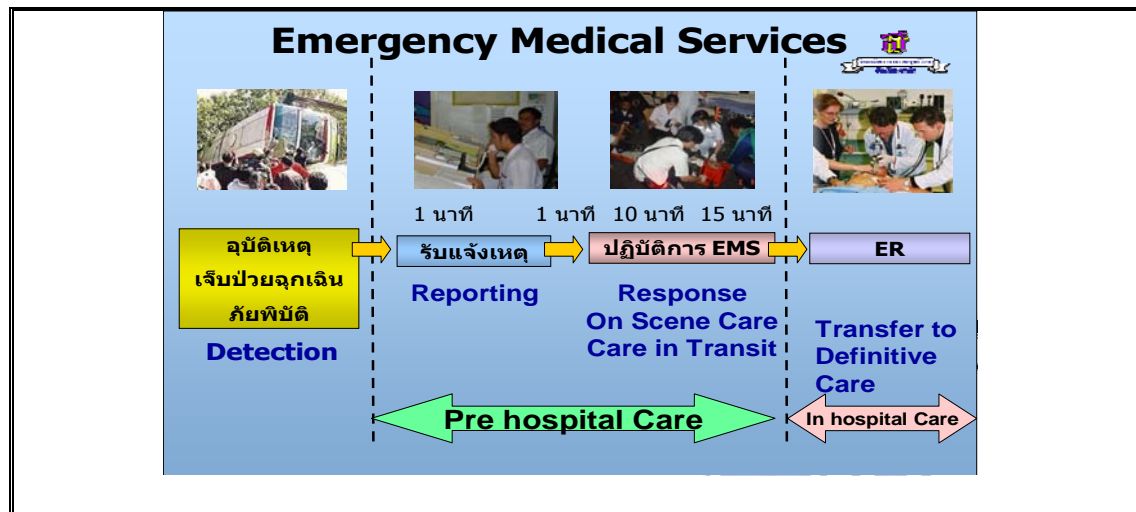 Emergency Medical Services
1 นาที 1 นาที 10 นาที 15 นาที
อุบัติเหตุ
เจ็บป่วยฉุกเฉิน
ภัยพิบัติ
Detection
รับแจ้งเหตุ
Reporting
ปฏิบัติการ EMS
Response
On Scene Care
Care in Transit
ER
Transfer to
Definitive
Care
Pre hospital Care
In hospital Care